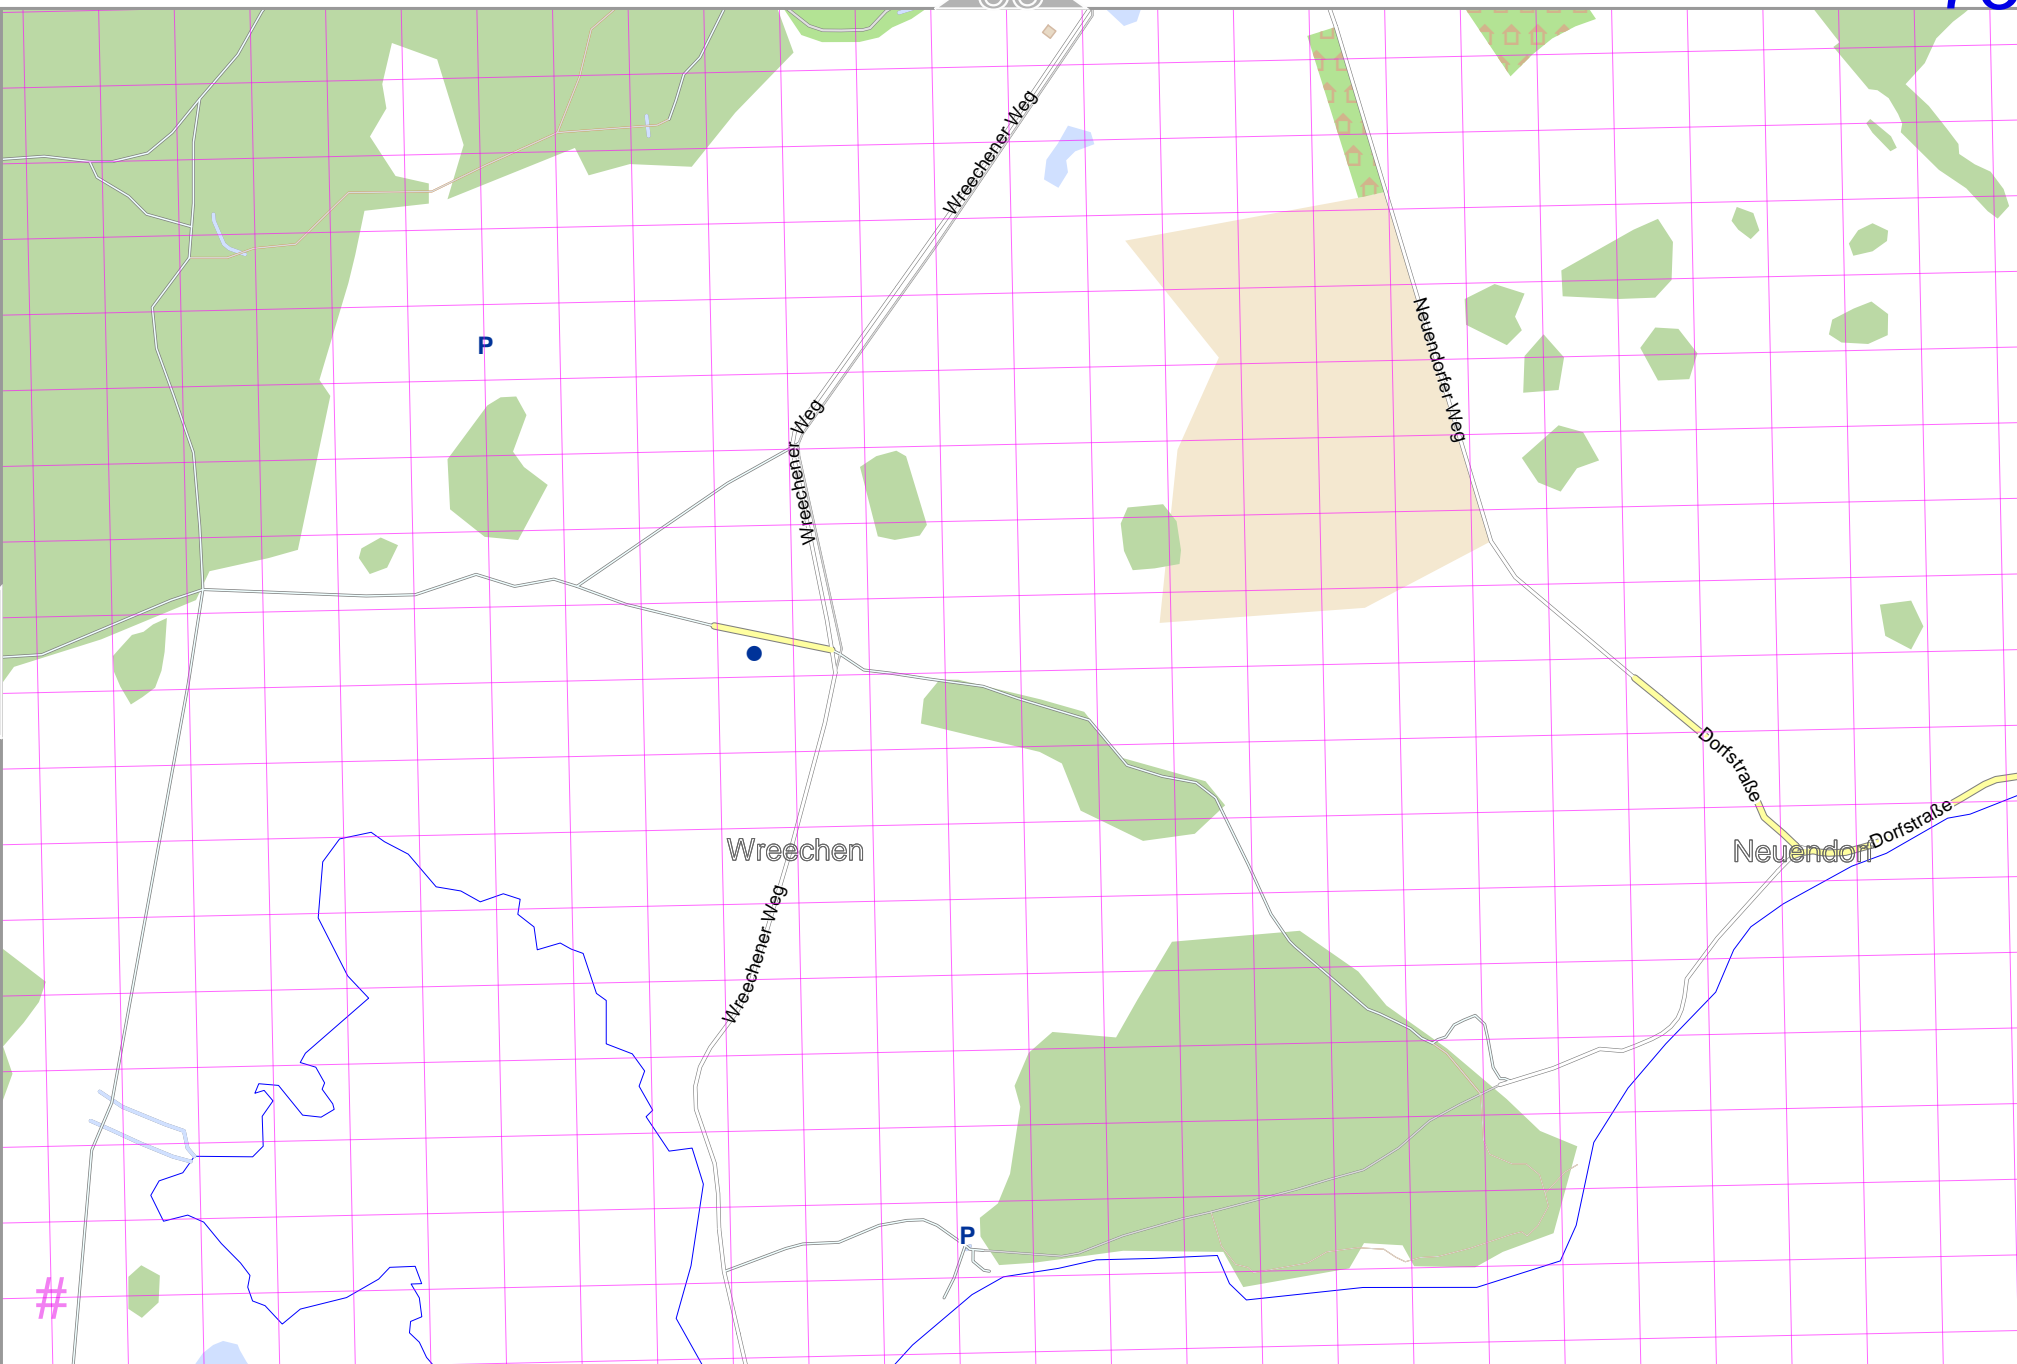 Wreechener Weg
P
Neuendorfer Weg
Wreechener Weg
Dorfstraße
Dorfstraße
Wreechen
Neuendorf
Wreechener Weg
P
#